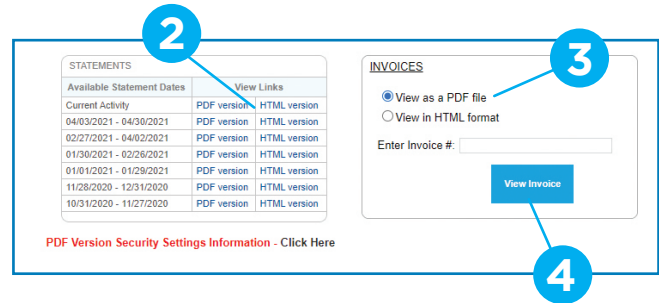 2
3
STATEMENTS
Available Statement Dates View Links
Current Activity PDF version HTML version
04/03/2021 - 04/30/2021 PDF version HTML version
02/27/2021 - 04/02/2021 PDF version HTML version
01/30/2021 - 02/26/2021 PDF version HTML version
01/01/2021 - 01/29/2021 PDF version HTML version
11/28/2020 - 12/31/2020 PDF version HTML version
10/31/2020 - 11/27/2020 PDF version HTML version
PDF Version Security Settings Information - Click Here
INVOICES
View as a PDF file
View in HTML format
Enter Invoice #:
View Invoice
4